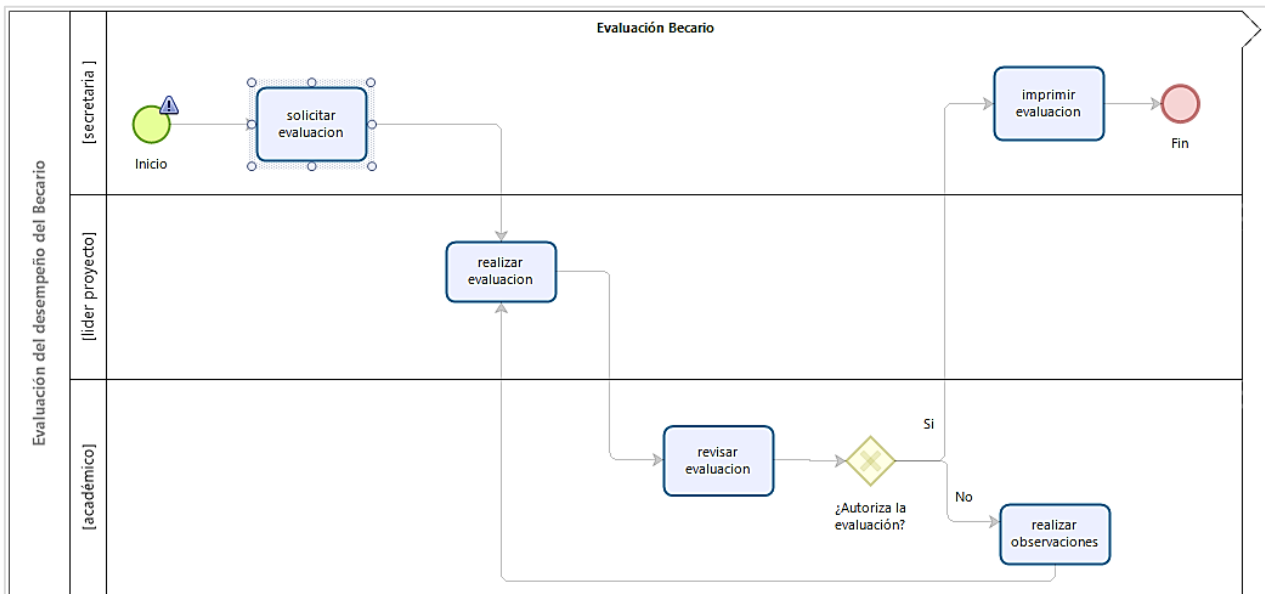 Evaluación Becario
Evaluación del desempeño del Becario
[secretaria ]
Inicio
solicitar
evaluacion
imprimir
evaluacion
Fin
[lider proyecto]
realizar
evaluacion
[académico]
revisar
evaluacion
¿Autoriza la
evaluación?
Si
No
realizar
observaciones